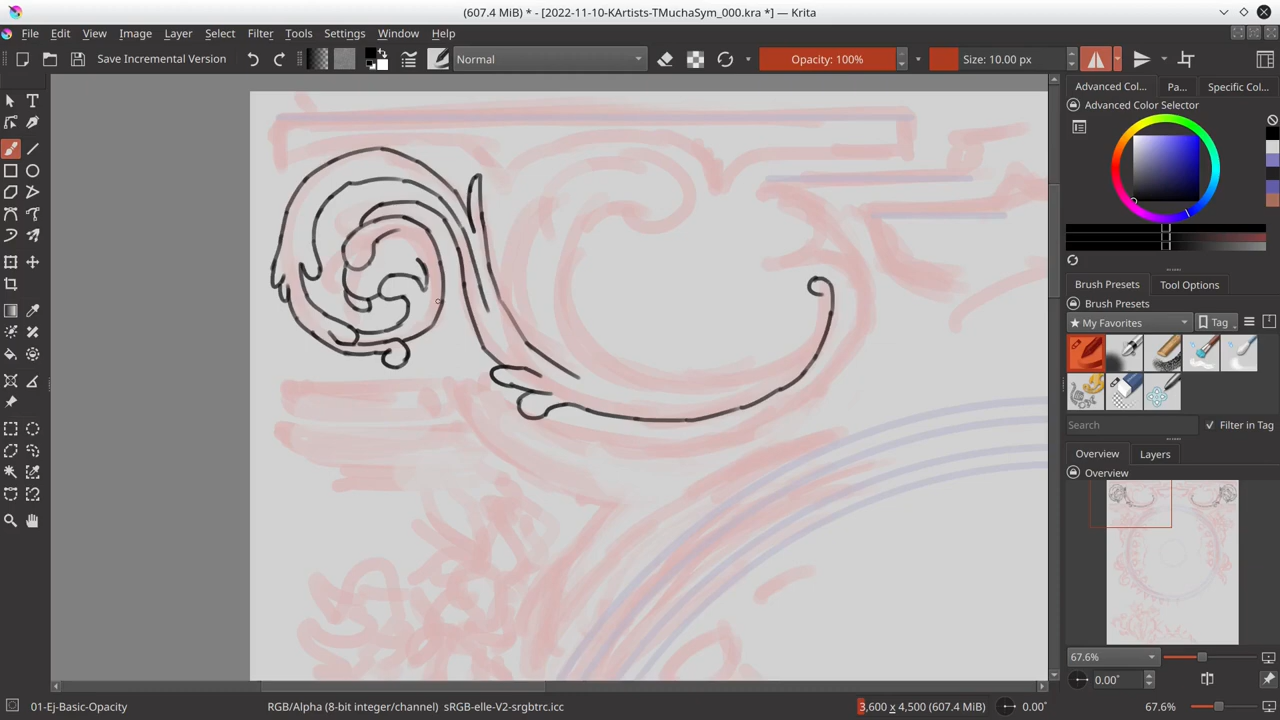 (607.4 MiB) * - [2022-11-10-KArtists-TMuchaSym_000.kra *] — Krita
File Edit View Image Layer Select Filter Tools Settings Window Help
Save Incremental Version Normal Opacity: 100% Size: 10.00 px
Advanced Col... Pa... Specific Col...
Advanced Color Selector
Brush Presets Tool Options
Brush Presets
★ My Favorites Tag
Search Filter in Tag
Overview Layers
Overview
67.6%
0.00°
01-Ej-Basic-Opacity RGB/Alpha (8-bit integer/channel) sRGB-elle-V2-srgbtrc.icc 3,600 x 4,500 (607.4 MiB) 0.00° 67.6%